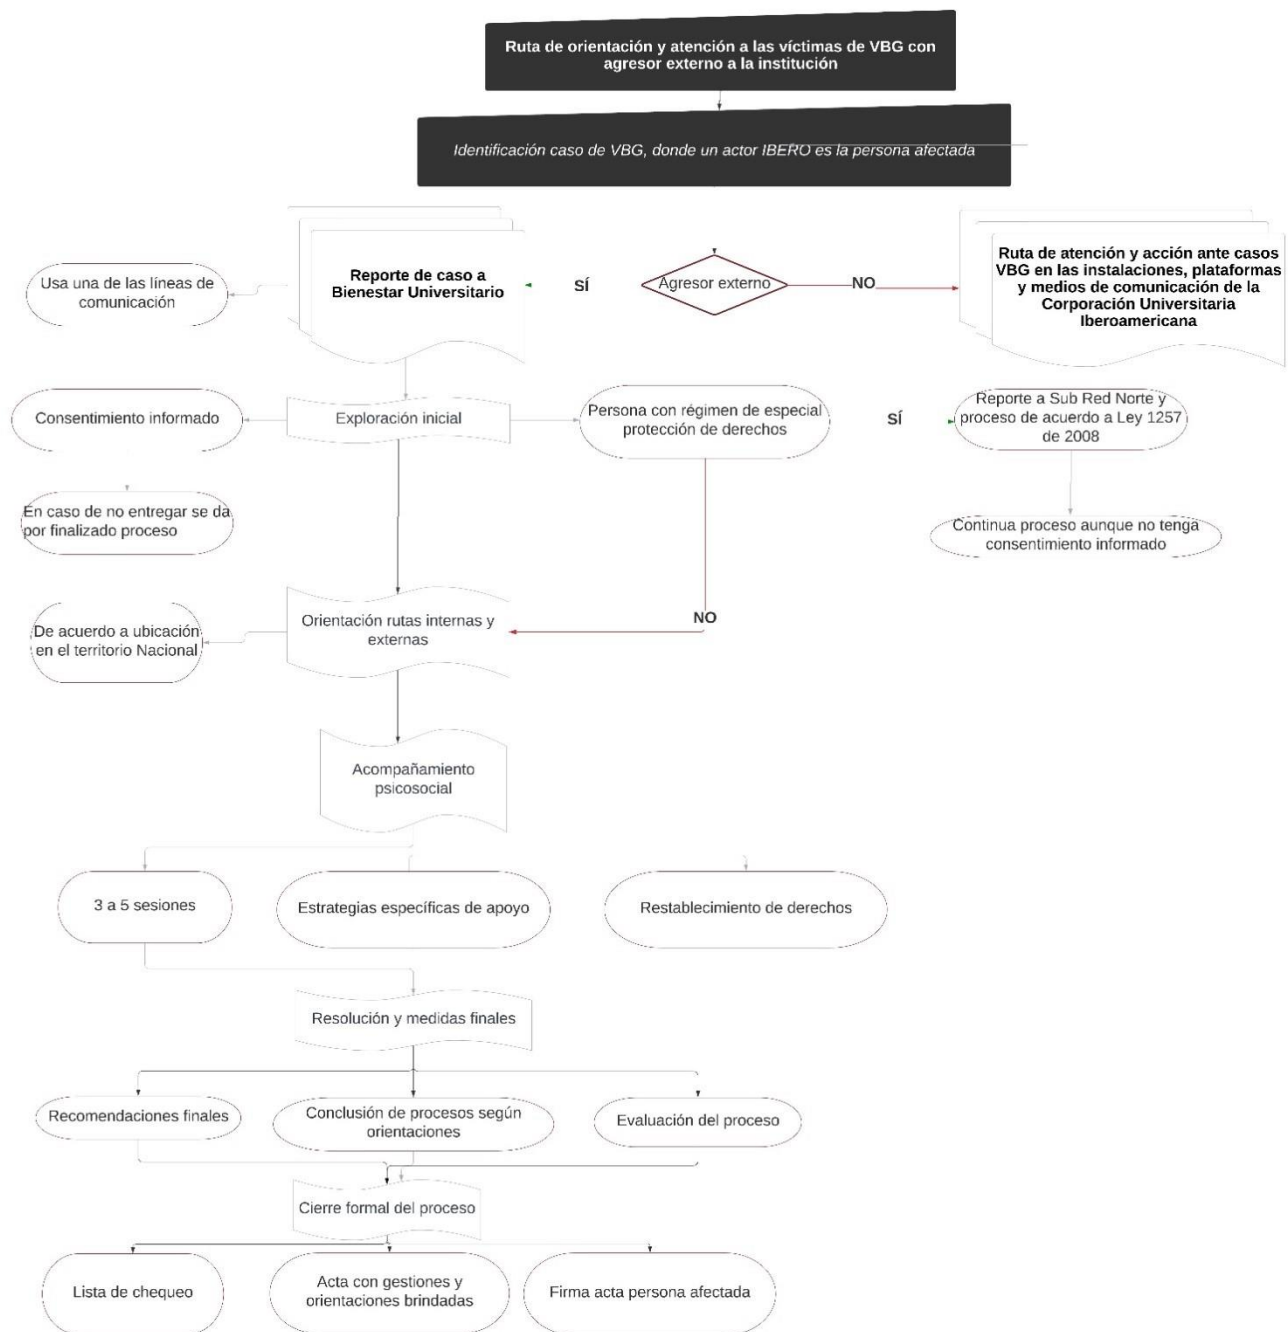 Ruta de orientación y atención a las víctimas de VBG con
agresor externo a la institución
Identificación caso de VBG, donde un actor IBERO es la persona afectada
Usa una de las líneas de
comunicación
Reporte de caso a
Bienestar Universitario
SÍ
Agresor externo
NO
Ruta de atención y acción ante casos
VBG en las instalaciones, plataformas
y medios de comunicación de la
Corporación Universitaria
Iberoamericana
Consentimiento informado
Exploración inicial
Persona con régimen de especial
protección de derechos
SÍ
Reporte a Sub Red Norte y
proceso de acuerdo a Ley 1257
de 2008
En caso de no entregar se da
por finalizado proceso
Continua proceso aunque no tenga
consentimiento informado
De acuerdo a ubicación
en el territorio Nacional
Orientación rutas internas y
externas
NO
Acompañamiento
psicosocial
3 a 5 sesiones
Estrategias específicas de apoyo
Restablecimiento de derechos
Resolución y medidas finales
Recomendaciones finales
Conclusión de procesos según
orientaciones
Evaluación del proceso
Cierre formal del proceso
Lista de chequeo
Acta con gestiones y
orientaciones brindadas
Firma acta persona afectada